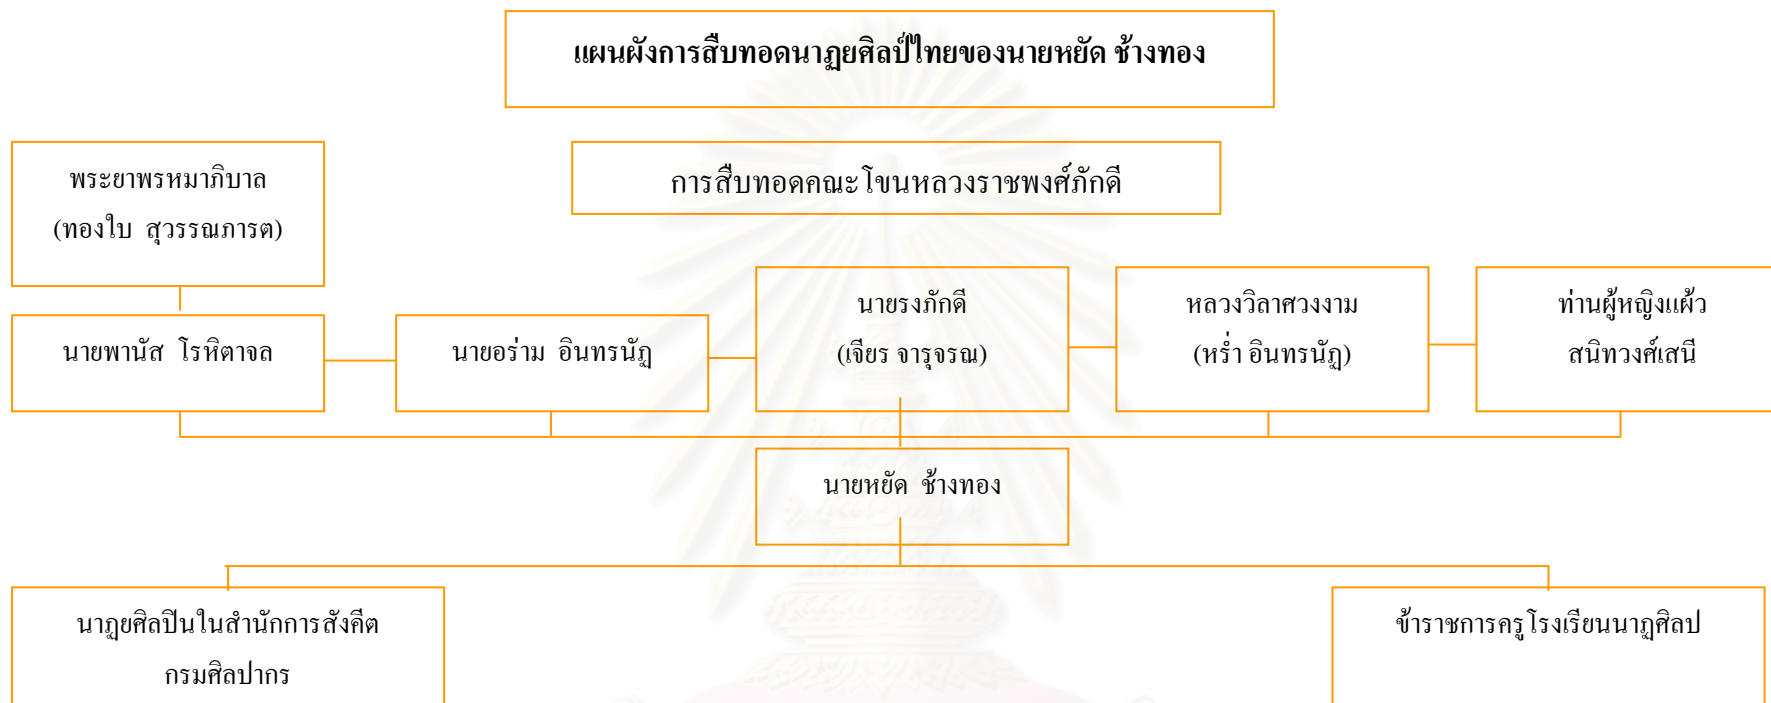 แผนผังการสืบทอดนาฏยศิลป์ไทยของนายหยัด ช้างทอง
พระยาพรหมาภิบาล
(ทองใบ สุวรรณภารต)
การสืบทอดคณะโขนหลวงราชพงศ์ภักดี
นายพานัส โรหิตาจล
นายอร่าม อินทรนัฏ
นายรงภักดี
(เจียร จารุจรณ)
หลวงวิลาศวงงาม
(หร่ำ อินทรนัฏ)
ท่านผู้หญิงแผ้ว
สนิทวงศ์เสนี
นายหยัด ช้างทอง
นาฏยศิลปินในสำนักการสังคีต
กรมศิลปากร
ข้าราชการครูโรงเรียนนาฏศิลป